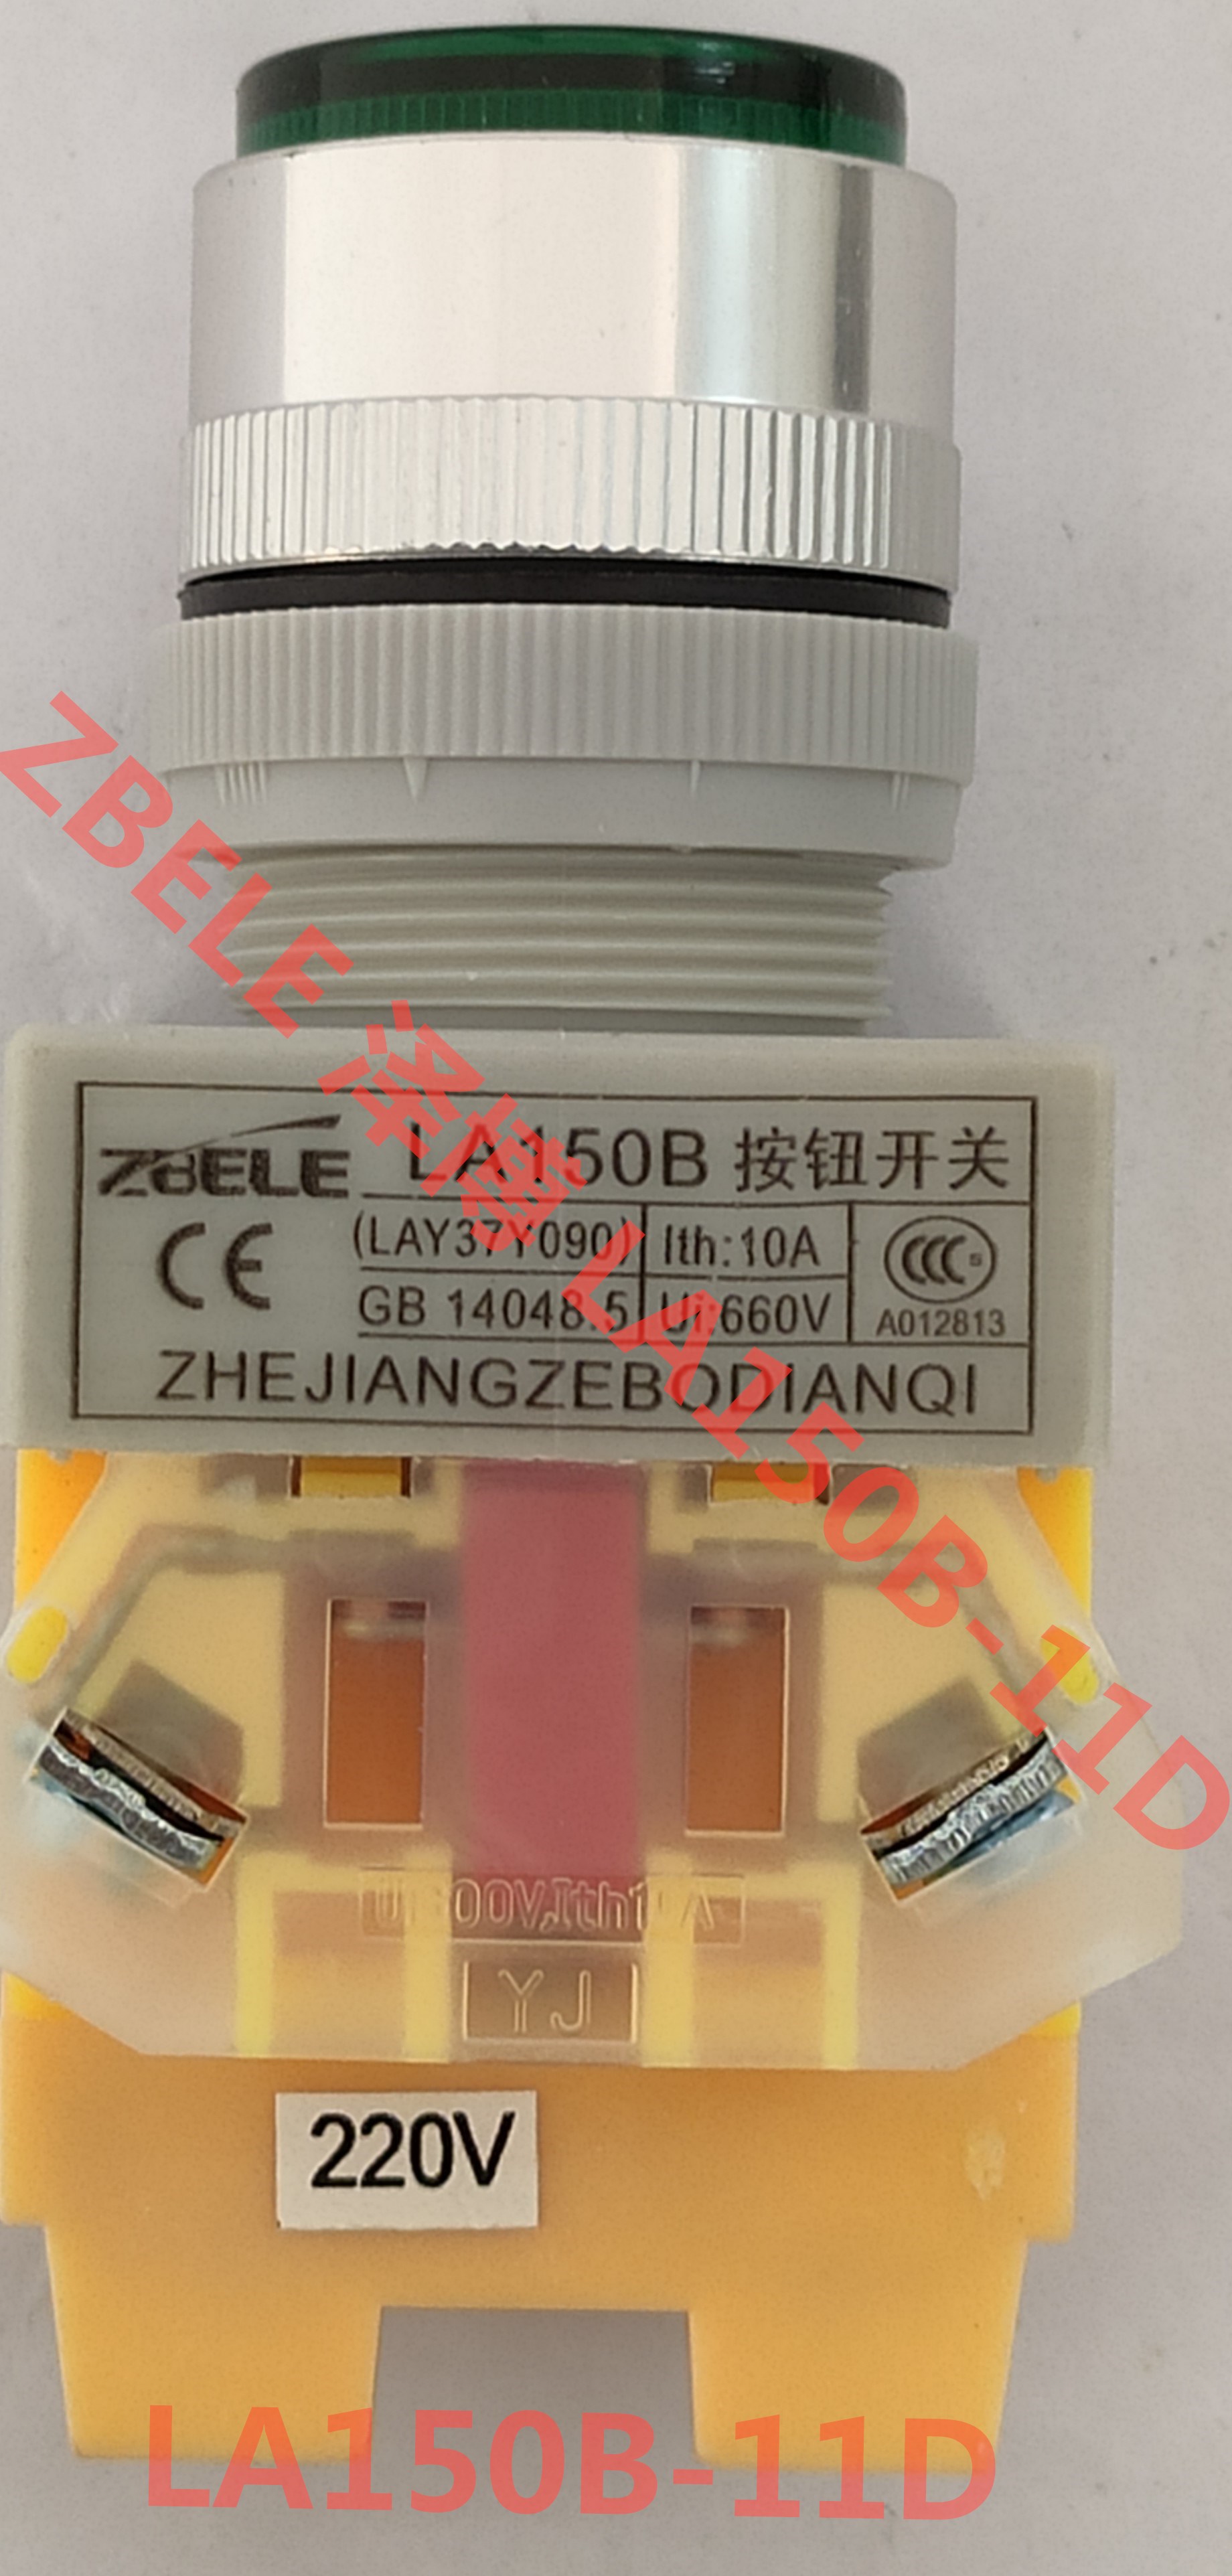 ZBELE LA150B 按钮开关
CE (LAY37Y090) Ith:10A CCC S
GB 14048.5 Ui:660V A012813
ZHEJIANGZEBODIANQI
ZBELE 泽博 LA150B-11D
YJ
220V
LA150B-11D